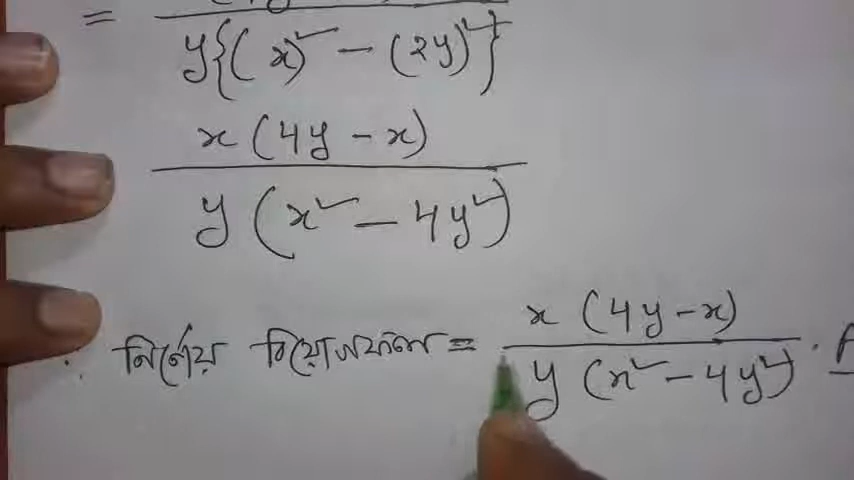 = y{(x)² - (2y)²}
x (4y - x)
y (x² - 4y²)
∴ নির্ণেয় বিয়োগফল = x (4y - x)
y (x² - 4y²) .